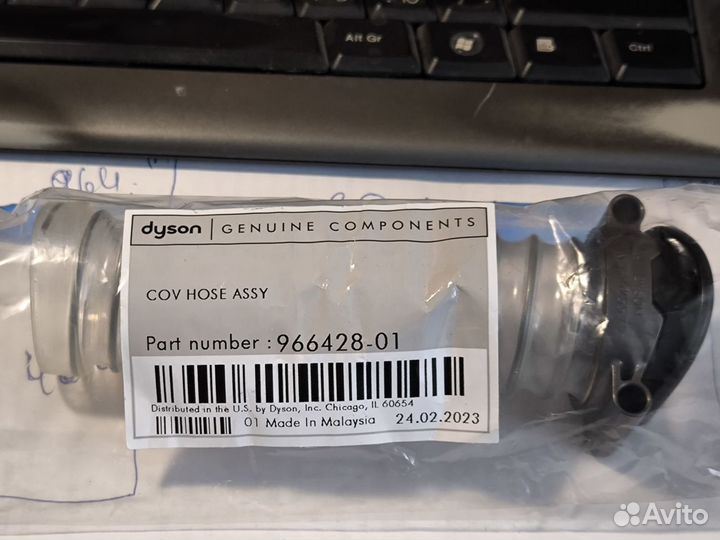 Alt Gr
Ctrl
964.
dyson | GENUINE COMPONENTS
COV HOSE ASSY
Part number : 966428-01
Distributed in the U.S. by Dyson, Inc. Chicago, IL 60654
01 Made In Malaysia 24.02.2023
Avito